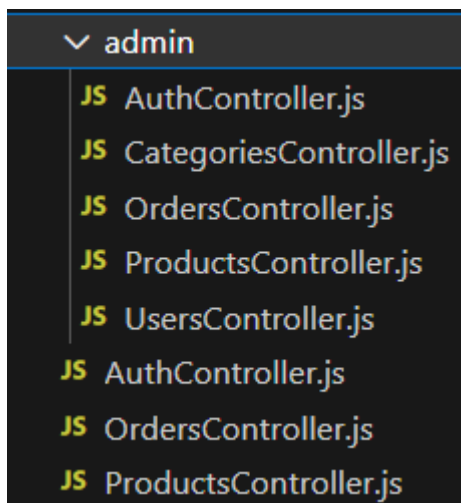 admin
JS AuthController.js
JS CategoriesController.js
JS OrdersController.js
JS ProductsController.js
JS UsersController.js
JS AuthController.js
JS OrdersController.js
JS ProductsController.js